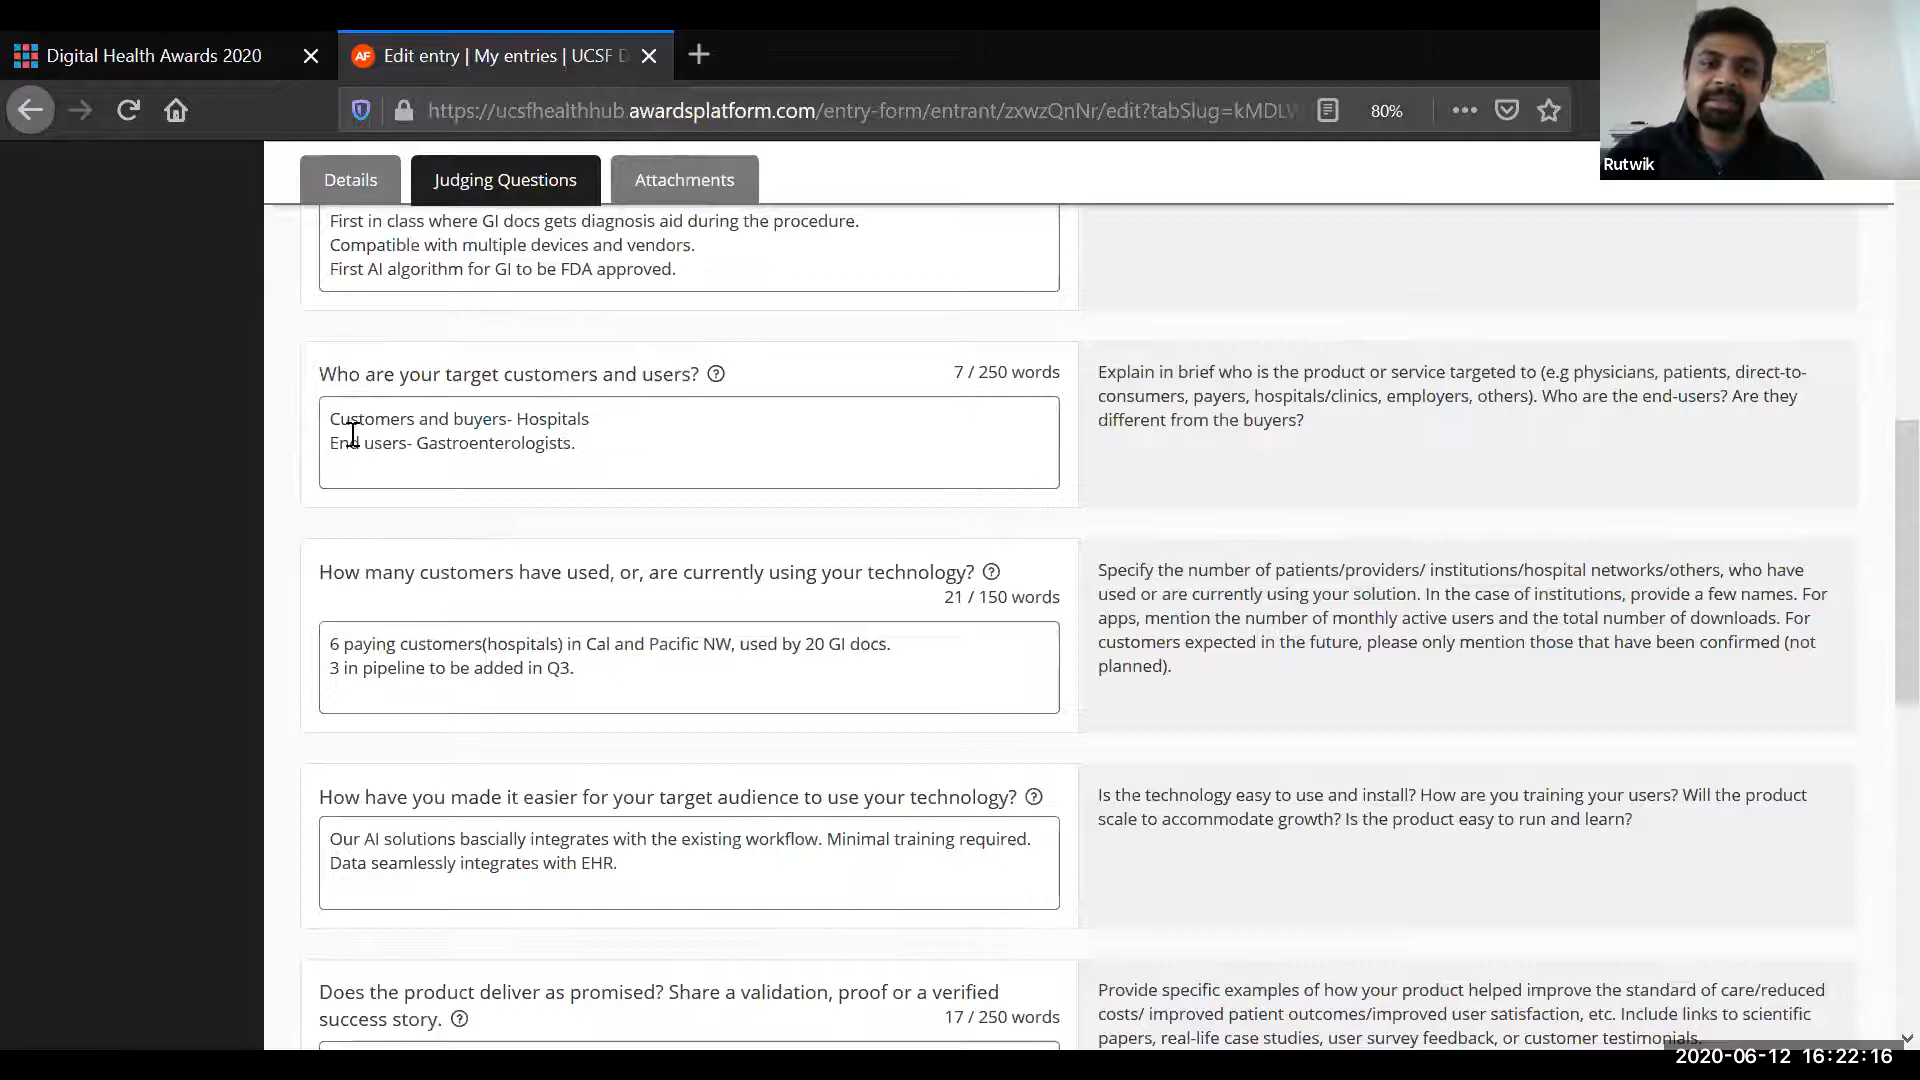 Digital Health Awards 2020
AF Edit entry | My entries | UCSF D
https://ucsfhealthhub.awardsplatform.com/entry-form/entrant/zxwzQnNr/edit?tabSlug=kMDLV
80%
Rutwik
Details
Judging Questions
Attachments
First in class where GI docs gets diagnosis aid during the procedure.
Compatible with multiple devices and vendors.
First AI algorithm for GI to be FDA approved.
Who are your target customers and users? ?
7 / 250 words
Customers and buyers- Hospitals
End users- Gastroenterologists.
Explain in brief who is the product or service targeted to (e.g physicians, patients, direct-to-
consumers, payers, hospitals/clinics, employers, others). Who are the end-users? Are they
different from the buyers?
How many customers have used, or, are currently using your technology? ?
21 / 150 words
6 paying customers(hospitals) in Cal and Pacific NW, used by 20 GI docs.
3 in pipeline to be added in Q3.
Specify the number of patients/providers/ institutions/hospital networks/others, who have
used or are currently using your solution. In the case of institutions, provide a few names. For
apps, mention the number of monthly active users and the total number of downloads. For
customers expected in the future, please only mention those that have been confirmed (not
planned).
How have you made it easier for your target audience to use your technology? ?
Our AI solutions bascially integrates with the existing workflow. Minimal training required.
Data seamlessly integrates with EHR.
Is the technology easy to use and install? How are you training your users? Will the product
scale to accommodate growth? Is the product easy to run and learn?
Does the product deliver as promised? Share a validation, proof or a verified
success story. ?
17 / 250 words
Provide specific examples of how your product helped improve the standard of care/reduced
costs/ improved patient outcomes/improved user satisfaction, etc. Include links to scientific
papers, real-life case studies, user survey feedback, or customer testimonials.
2020-06-12 16:22:16